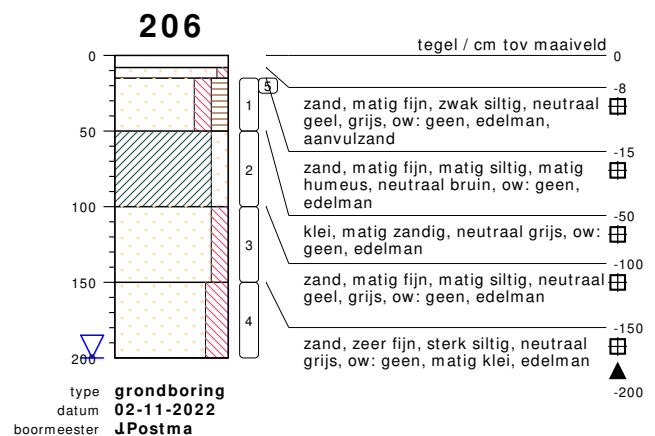 206
tegel / cm tov maaiveld
0
0
-8
5
zand, matig fijn, zwak siltig, neutraal
geel, grijs, ow: geen, edelman,
aanvulzand
1
50
-15
zand, matig fijn, matig siltig, matig
humeus, neutraal bruin, ow: geen,
edelman
2
100
-50
klei, matig zandig, neutraal grijs, ow:
geen, edelman
3
-100
zand, matig fijn, matig siltig, neutraal
geel, grijs, ow: geen, edelman
150
4
-150
zand, zeer fijn, sterk siltig, neutraal
grijs, ow: geen, matig klei, edelman
200
-200
type grondboring
datum 02-11-2022
boormeester J.Postma